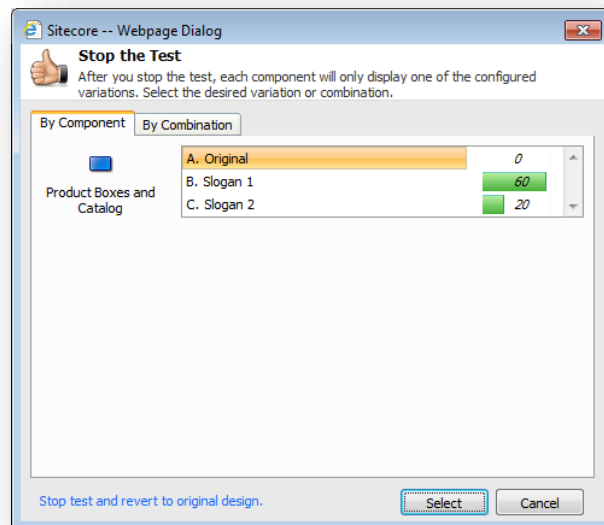 Sitecore -- Webpage Dialog
Stop the Test
After you stop the test, each component will only display one of the configured
variations. Select the desired variation or combination.
By Component By Combination
A. Original 0
B. Slogan 1 60
C. Slogan 2 20
Product Boxes and
Catalog
Stop test and revert to original design. Select Cancel